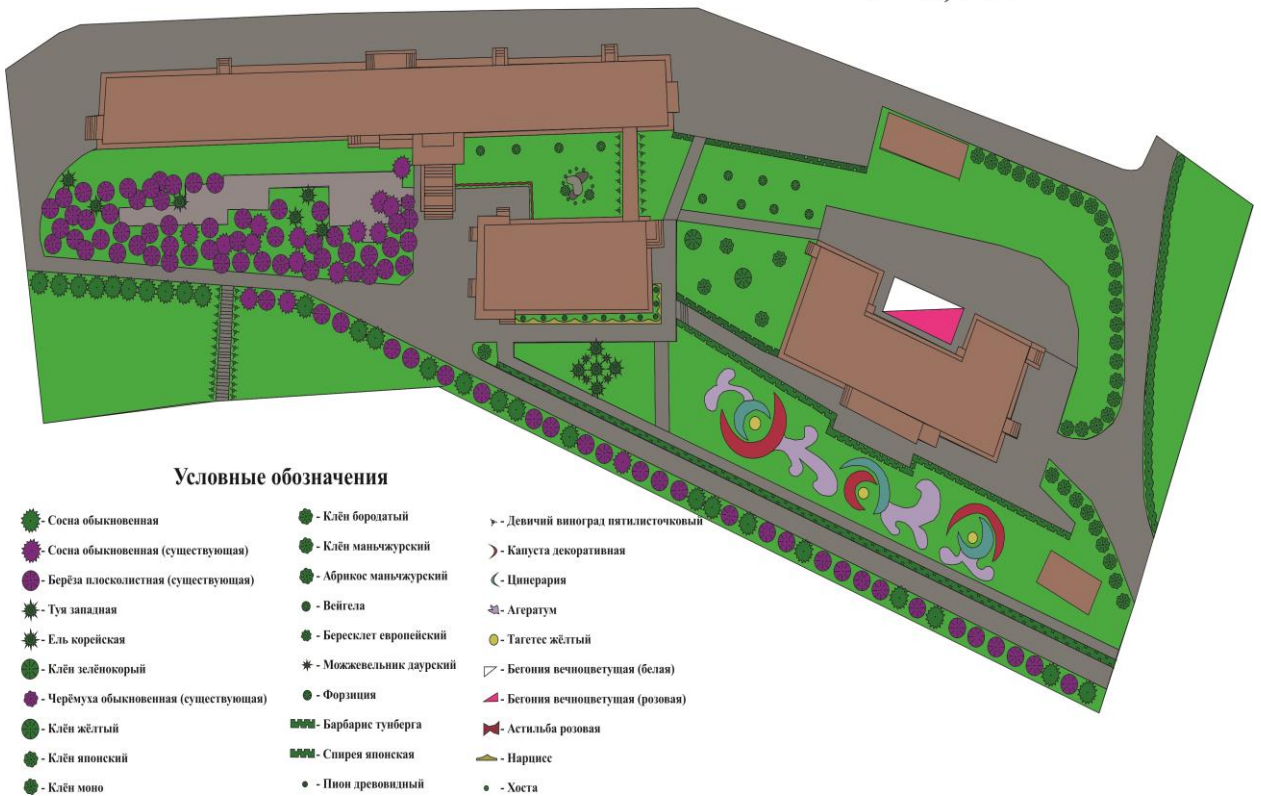 Условные обозначения
- Сосна обыкновенная
- Сосна обыкновенная (существующая)
- Берёза плосколистная (существующая)
- Туя западная
- Ель корейская
- Клён зелёнокорый
- Черёмуха обыкновенная (существующая)
- Клён жёлтый
- Клён японский
- Клён моно
- Клён бородатый
- Клён маньчжурский
- Абрикос маньчжурский
- Вейгела
- Бересклет европейский
- Можжевельник даурский
- Форзиция
- Барбарис тунберга
- Спирея японская
- Пион древовидный
- Девичий виноград пятилисточковый
- Капуста декоративная
- Цинерария
- Агератум
- Тагетес жёлтый
- Бегония вечноцветущая (белая)
- Бегония вечноцветущая (розовая)
- Астильба розовая
- Нарцисс
- Хоста